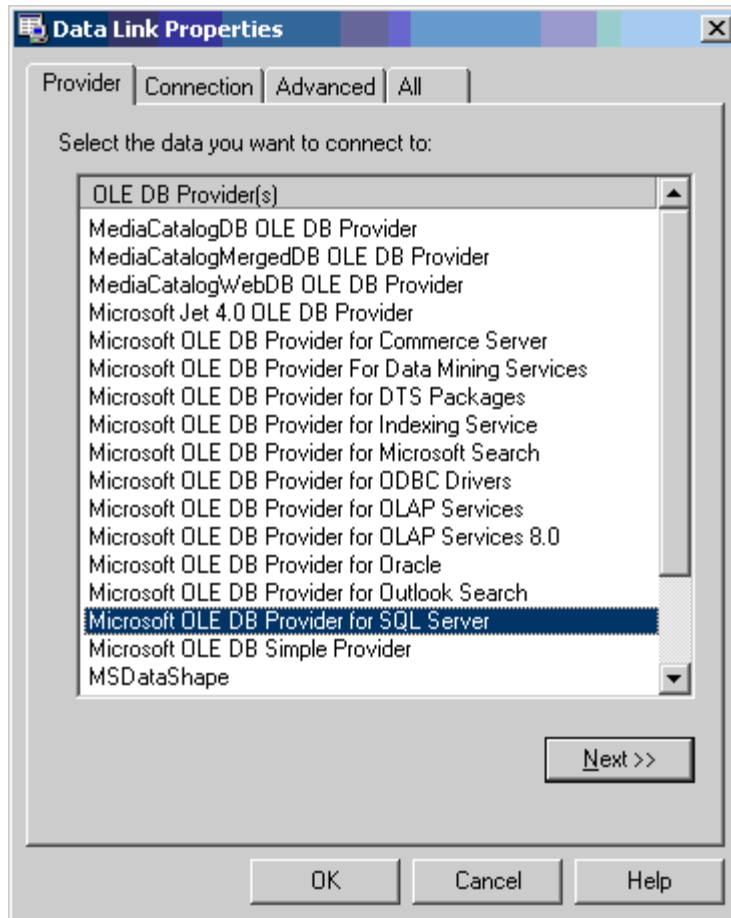 Data Link Properties
Provider Connection Advanced All
Select the data you want to connect to:
OLE DB Provider(s)
MediaCatalogDB OLE DB Provider
MediaCatalogMergedDB OLE DB Provider
MediaCatalogWebDB OLE DB Provider
Microsoft Jet 4.0 OLE DB Provider
Microsoft OLE DB Provider for Commerce Server
Microsoft OLE DB Provider For Data Mining Services
Microsoft OLE DB Provider for DTS Packages
Microsoft OLE DB Provider for Indexing Service
Microsoft OLE DB Provider for Microsoft Search
Microsoft OLE DB Provider for ODBC Drivers
Microsoft OLE DB Provider for OLAP Services
Microsoft OLE DB Provider for OLAP Services 8.0
Microsoft OLE DB Provider for Oracle
Microsoft OLE DB Provider for Outlook Search
Microsoft OLE DB Provider for SQL Server
Microsoft OLE DB Simple Provider
MSDataShape
Next >>
OK Cancel Help